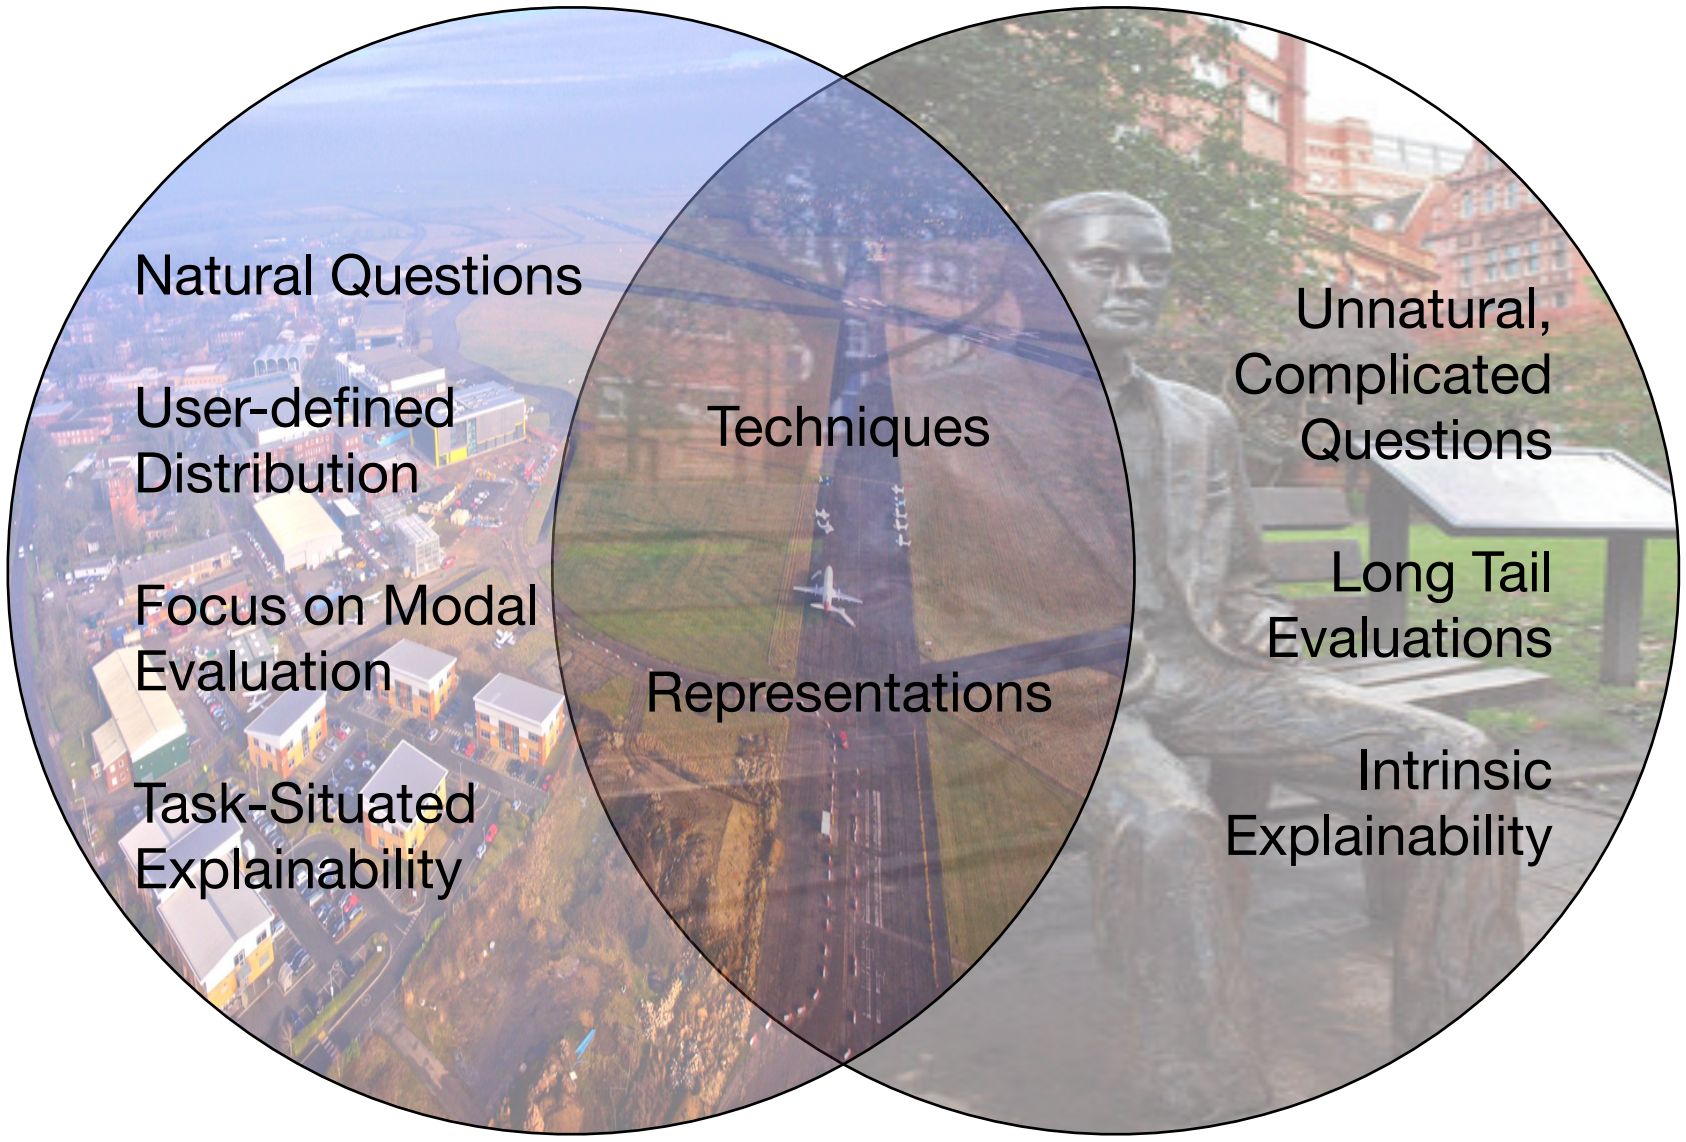 Natural Questions
User-defined
Distribution
Focus on Modal
Evaluation
Task-Situated
Explainability
Techniques
Representations
Unnatural,
Complicated
Questions
Long Tail
Evaluations
Intrinsic
Explainability